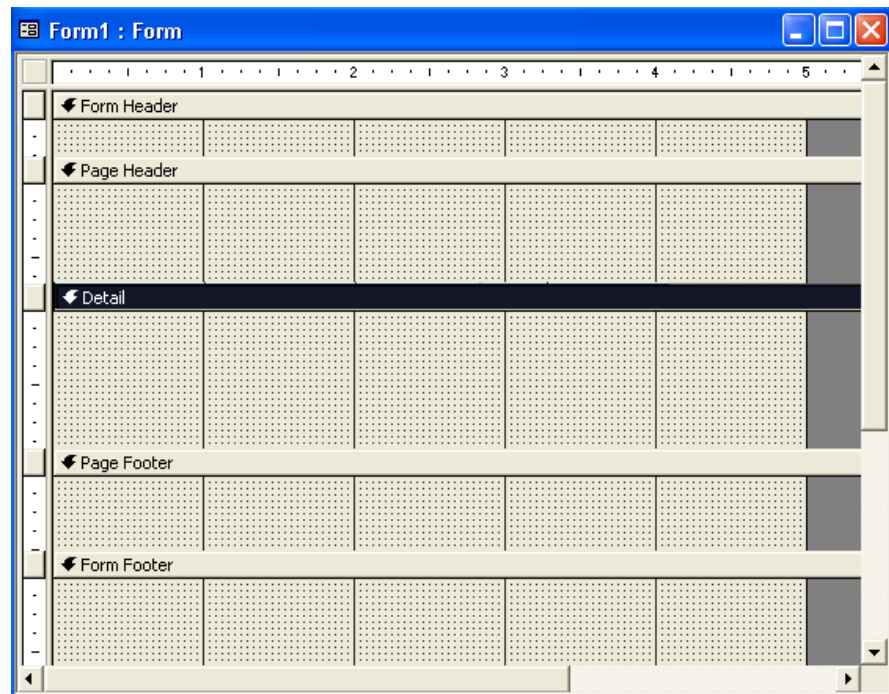 Form1 : Form
1 2 3 4 5
Form Header
Page Header
Detail
Page Footer
Form Footer